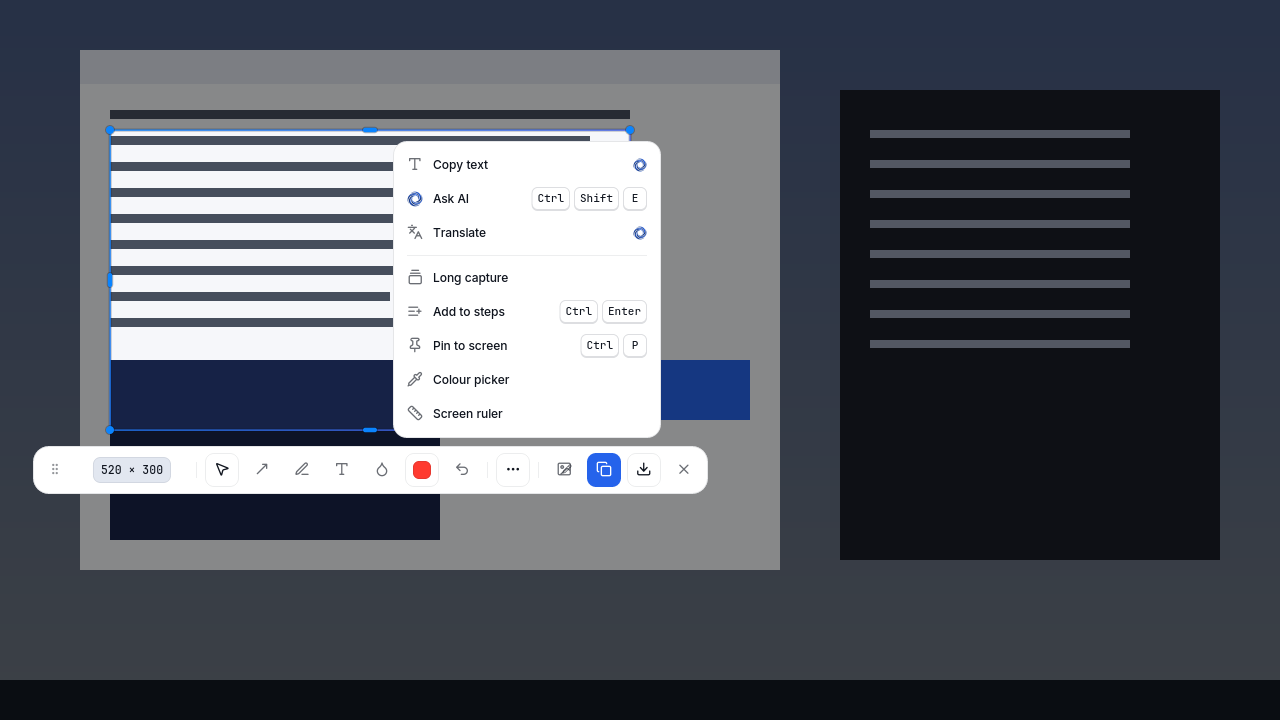 Copy text
Ask AI Ctrl Shift E
Translate
Long capture
Add to steps Ctrl Enter
Pin to screen Ctrl P
Colour picker
Screen ruler
520 × 300